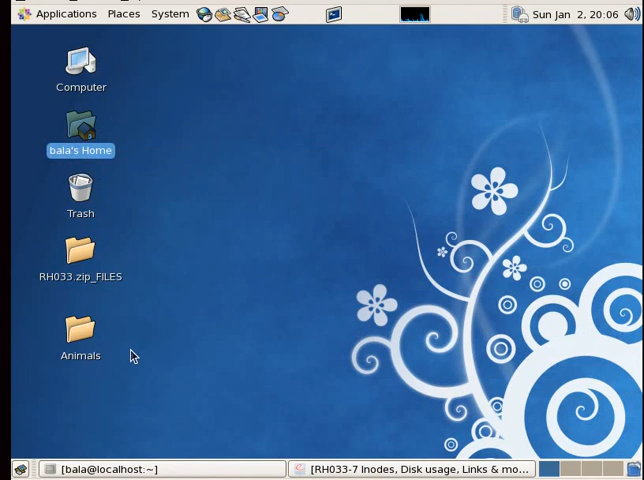 Applications Places System
Sun Jan 2, 20:06
Computer
bala's Home
Trash
RH033.zip_FILES
Animals
[bala@localhost:~]
[RH033-7 Inodes, Disk usage, Links & mo...